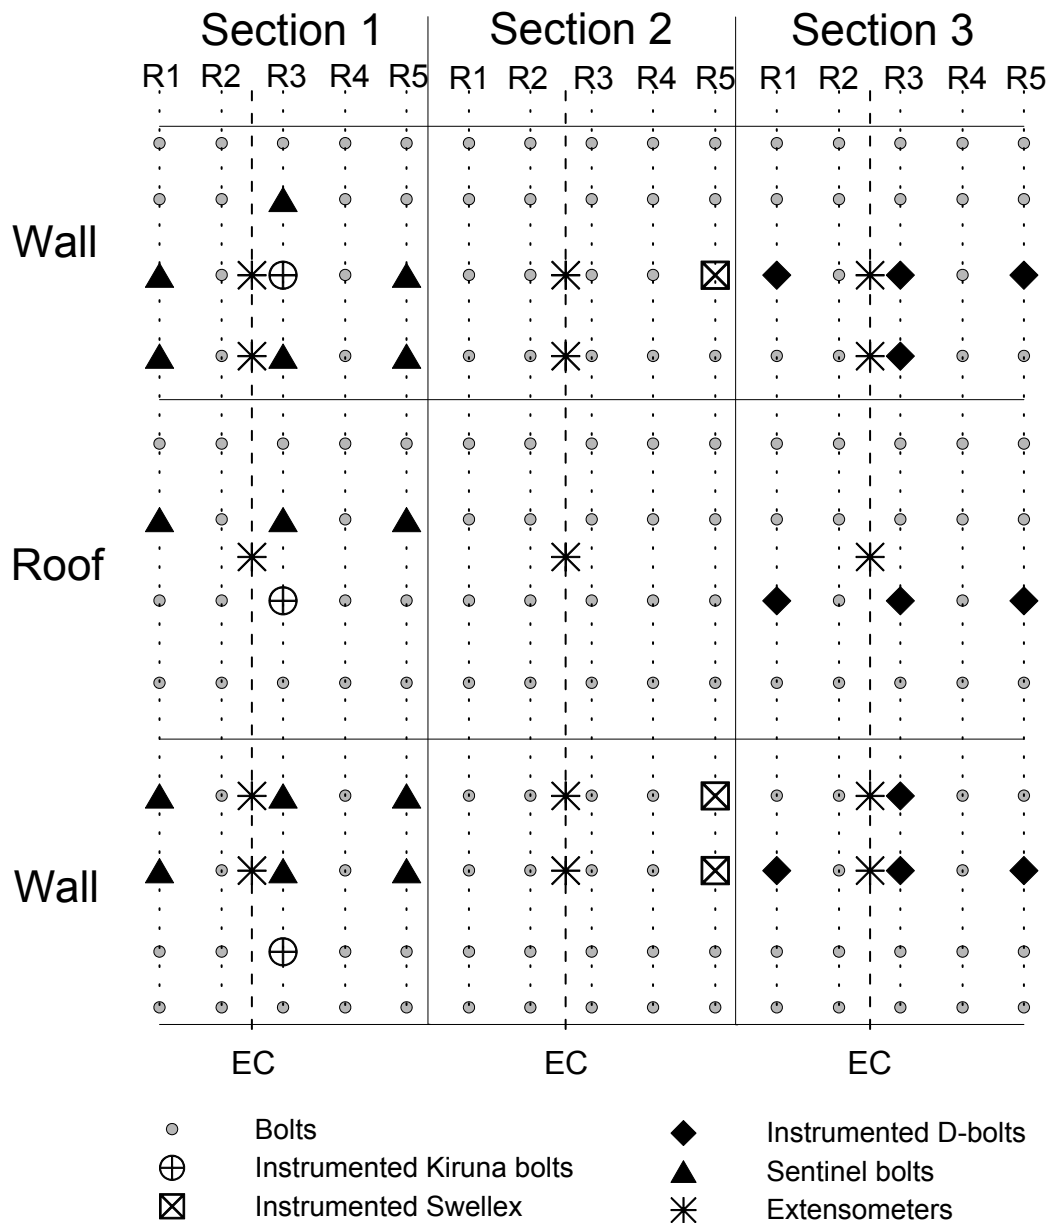 Section 1 Section 2 Section 3
R1 R2 R3 R4 R5 R1 R2 R3 R4 R5 R1 R2 R3 R4 R5
Wall
Roof
Wall
EC EC EC
Bolts Instrumented D-bolts
Instrumented Kiruna bolts Sentinel bolts
Instrumented Swellex Extensometers